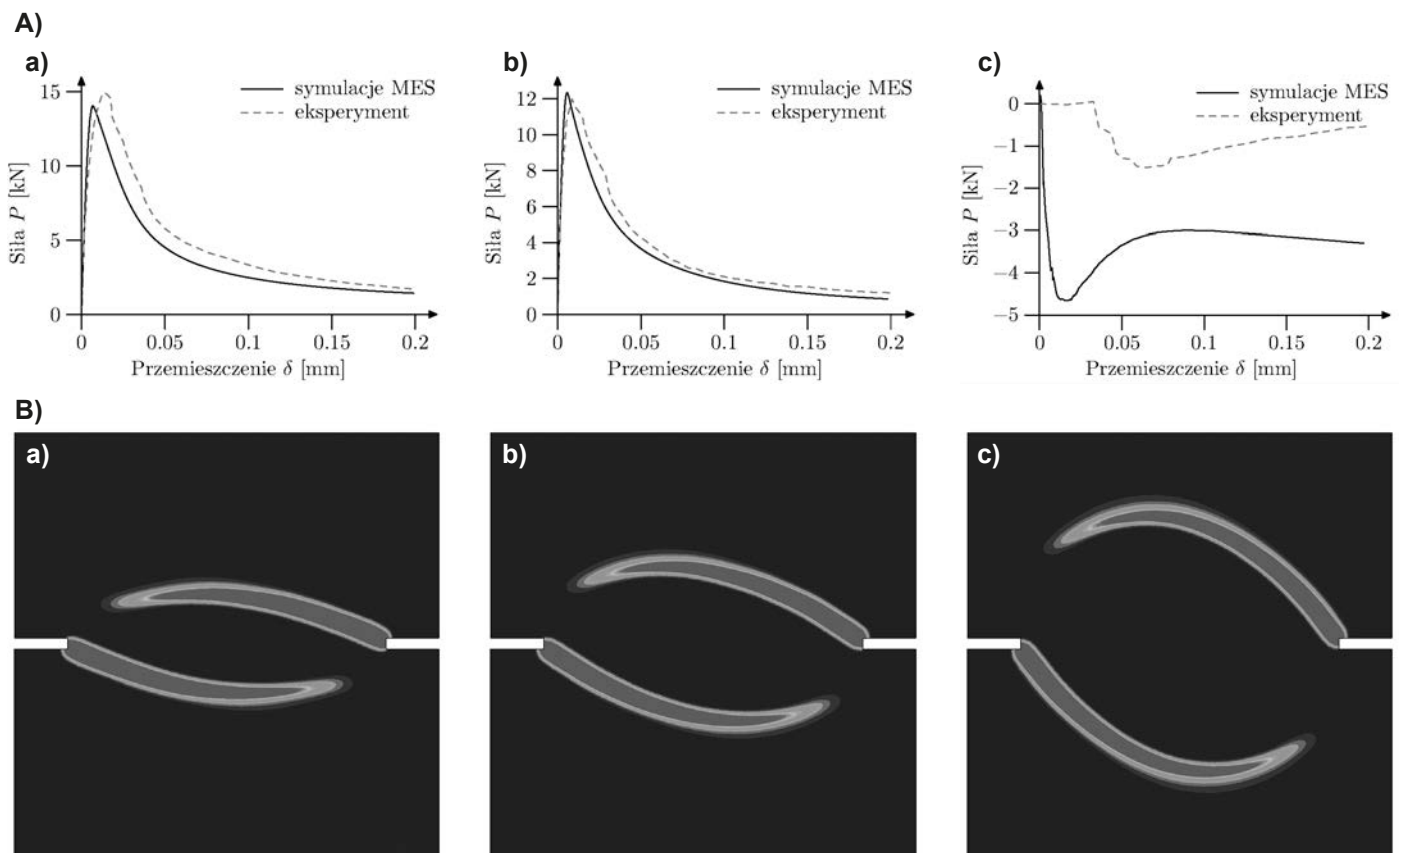 A)
a)
symulacje MES
eksperyment
15
10
5
0
Siła P [kN]
0 0.05 0.1 0.15 0.2
Przemieszczenie δ [mm]
b)
symulacje MES
eksperyment
12
10
8
6
4
2
0
Siła P [kN]
0 0.05 0.1 0.15 0.2
Przemieszczenie δ [mm]
c)
symulacje MES
eksperyment
0
−1
−2
−3
−4
−5
Siła P [kN]
0 0.05 0.1 0.15 0.2
Przemieszczenie δ [mm]
B)
a)
b)
c)